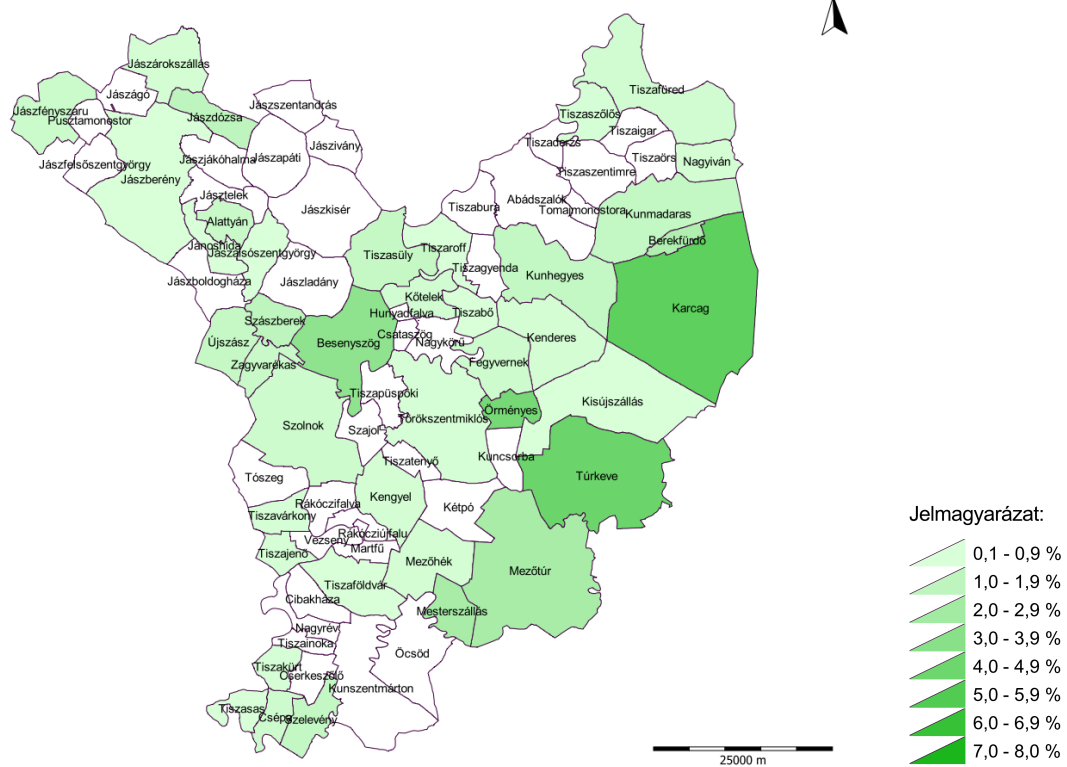 Jászárokszállás
Jászágó
Jászfényszaru
Pusztamonostor
Jászdózsa
Jászszentandrás
Jászivány
Jászfelsőszentgyörgy
Jászberény
Jászjákóhalma
Jászapáti
Jásztelek
Jászkisér
Alattyán
Jánoshida
Jászalsószentgyörgy
Jászboldogháza
Jászladány
Tiszafüred
Tiszaszőlős
Tiszaigar
Tiszaderzs
Tiszaörs
Nagyiván
Piszaszentimre
Abádszalók
Tomajmonostora
Tiszabura
Kunmadaras
Berekfürdő
Tiszasüly
Tiszaroff
Tiszagyenda
Kunhegyes
Karcag
Kőtelek
Hunyadfalva
Tiszabő
Csataszög
Nagykörű
Kenderes
Szászberek
Újszász
Besenyszög
Zagyvarékas
Fegyvernek
Tiszapüspöki
Örményes
Kisújszállás
Törökszentmiklós
Szolnok
Szajol
Tiszatenyő
Kuncsorba
Túrkeve
Tószeg
Rákóczifalva
Kengyel
Kétpó
Tiszavárkony
Rákócziújfalu
Vezseny
Martfű
Tiszajenő
Mezőhék
Mezőtúr
Tiszaföldvár
Cibakháza
Mesterszállás
Nagyrév
Tiszainoka
Öcsöd
Tiszakürt
Cserkeszőlő
Kunszentmárton
Tiszasas
Csépa
Szelevény
25000 m
Jelmagyarázat:
0,1 - 0,9 %
1,0 - 1,9 %
2,0 - 2,9 %
3,0 - 3,9 %
4,0 - 4,9 %
5,0 - 5,9 %
6,0 - 6,9 %
7,0 - 8,0 %